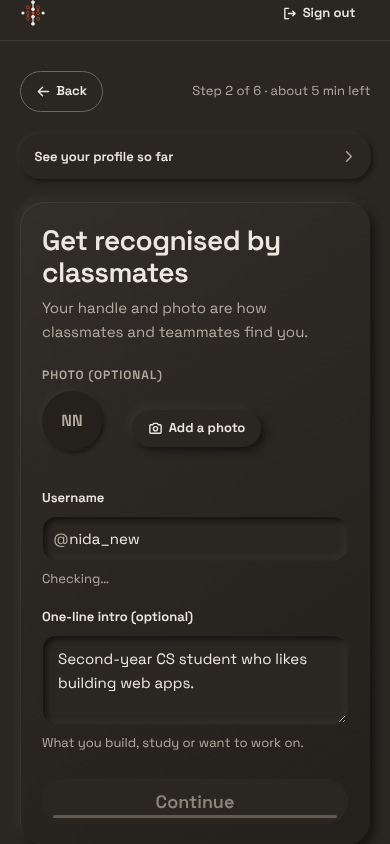 Sign out
Back
Step 2 of 6 · about 5 min left
See your profile so far
Get recognised by
classmates
Your handle and photo are how
classmates and teammates find you.
PHOTO (OPTIONAL)
NN
Add a photo
Username
@nida_new
Checking…
One-line intro (optional)
Second-year CS student who likes
building web apps.
What you build, study or want to work on.
Continue